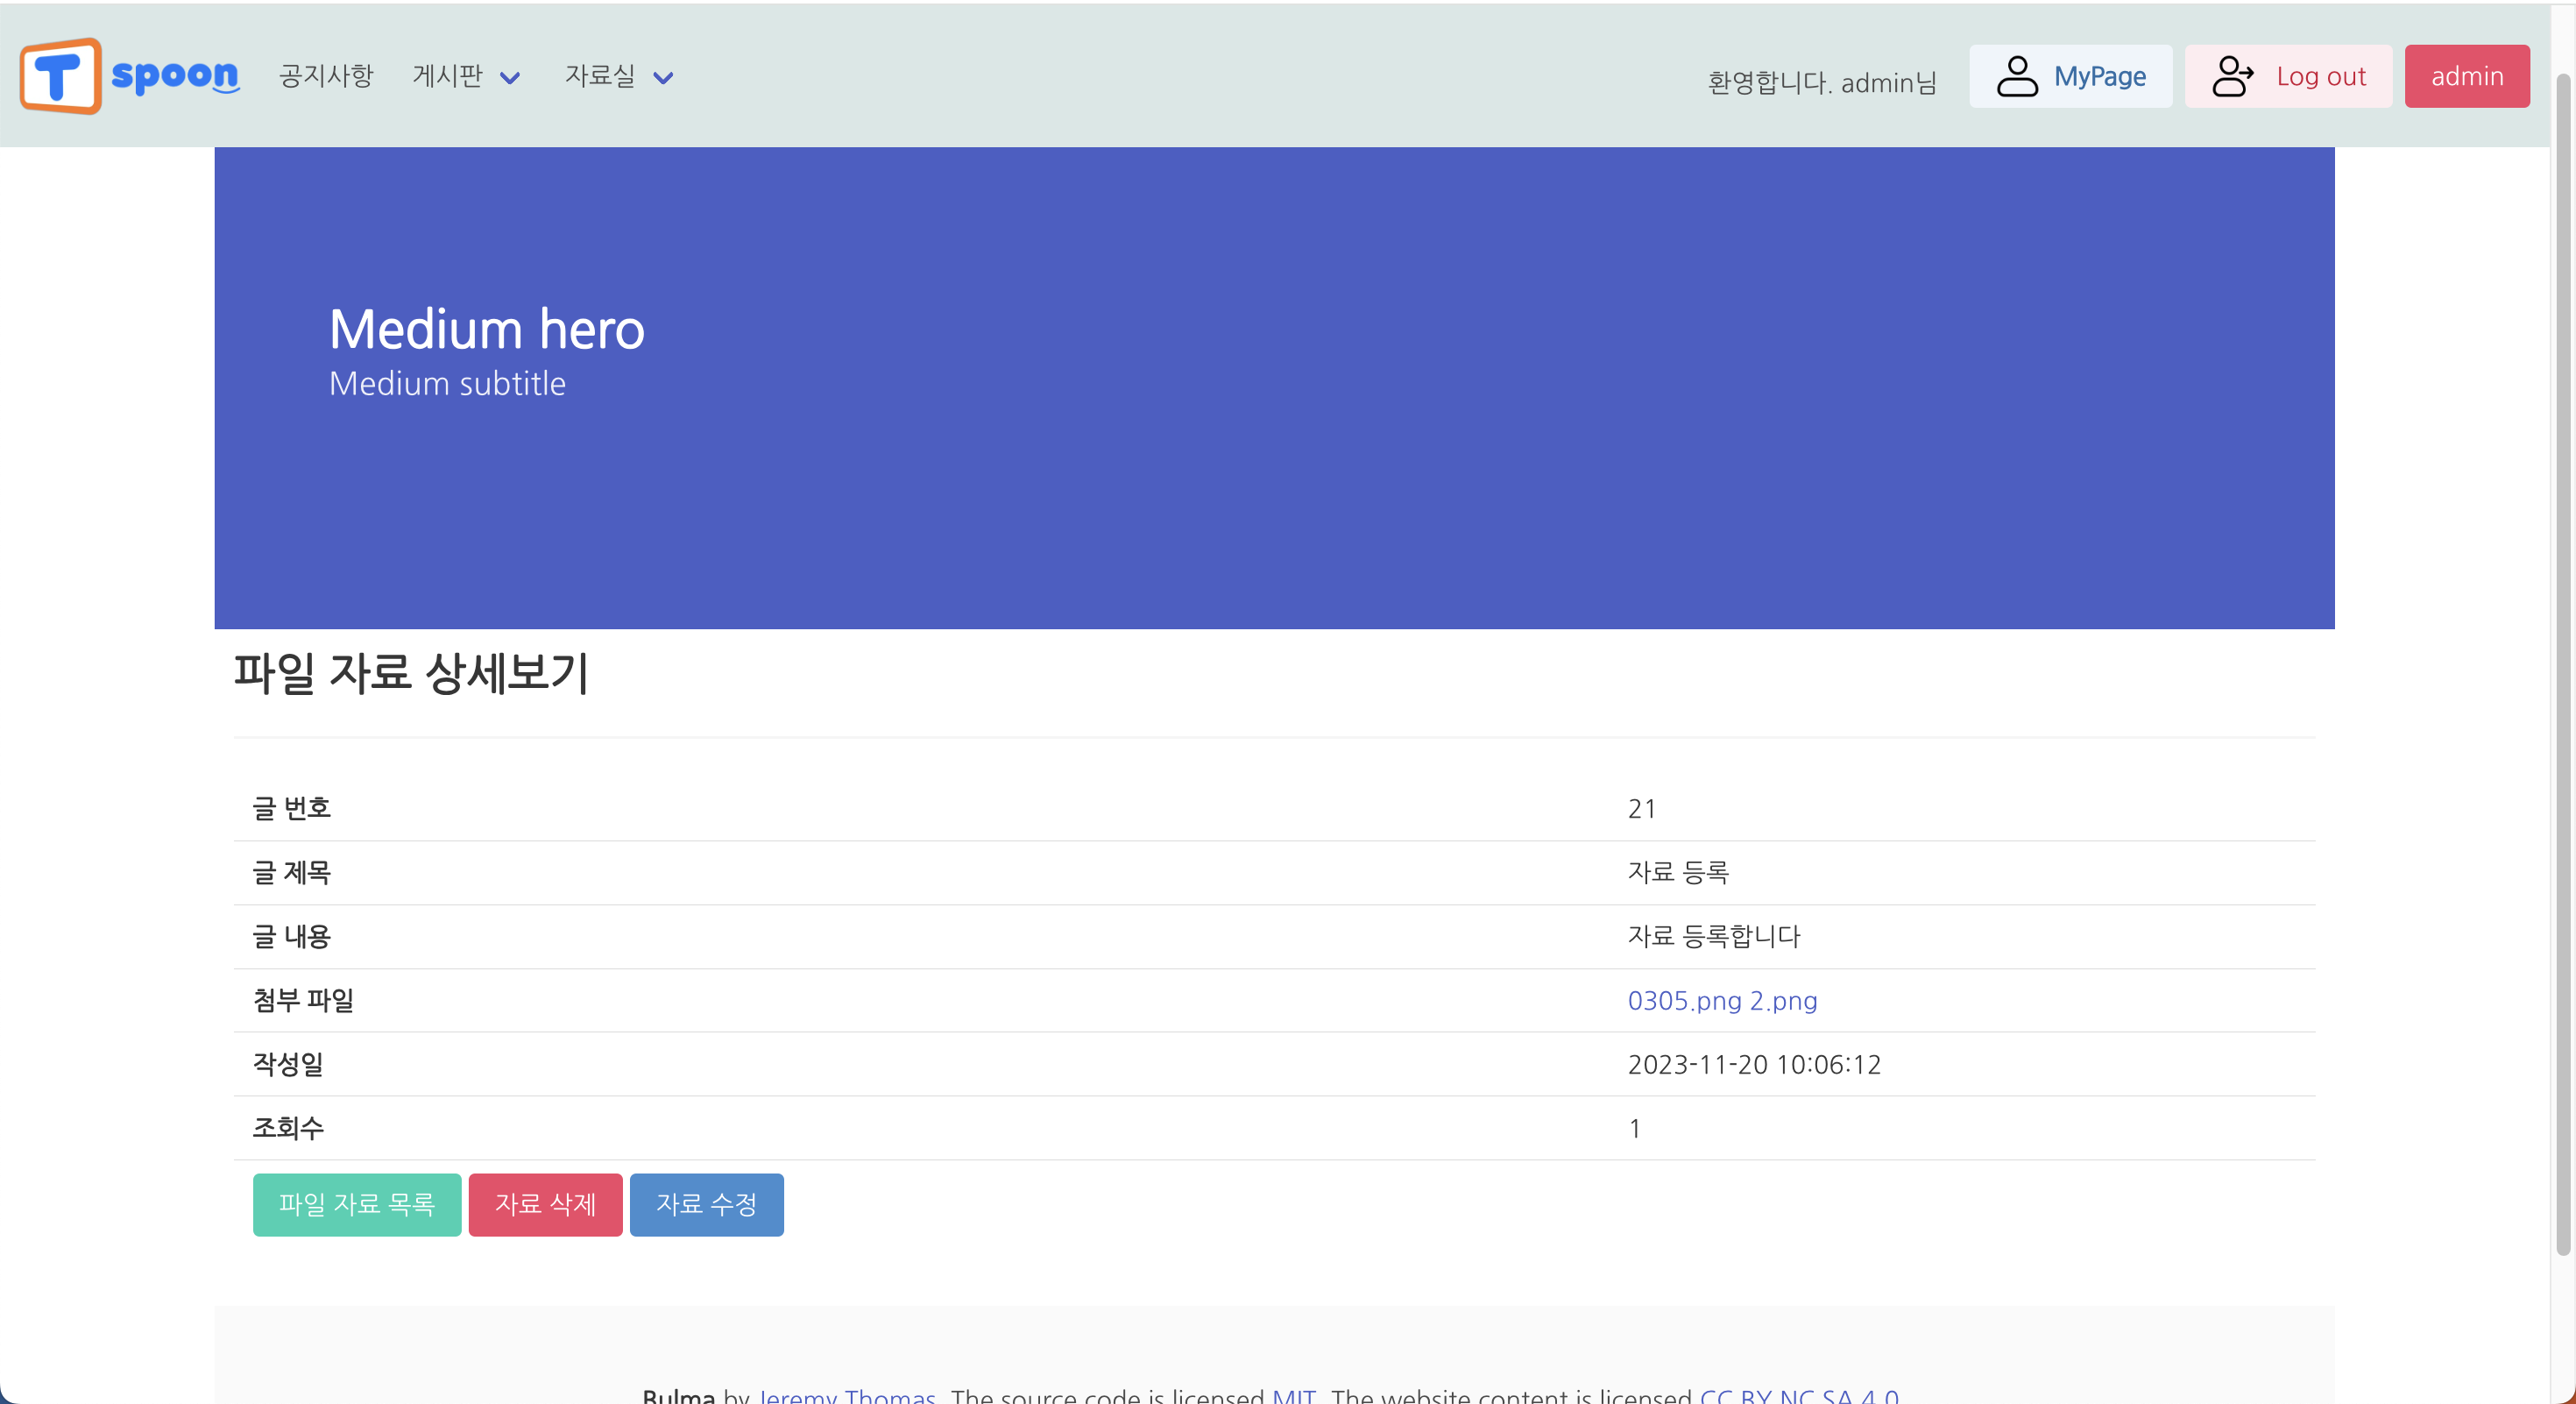 T spoon 공지사항 게시판 자료실 환영합니다. admin님 MyPage Log out admin
Medium hero
Medium subtitle
파일 자료 상세보기
글 번호 21
글 제목 자료 등록
글 내용 자료 등록합니다
첨부 파일 0305.png 2.png
작성일 2023-11-20 10:06:12
조회수 1
파일 자료 목록 자료 삭제 자료 수정
Bulma by Jeremy Thomas. The source code is licensed MIT. The website content is licensed CC BY NC SA 4.0